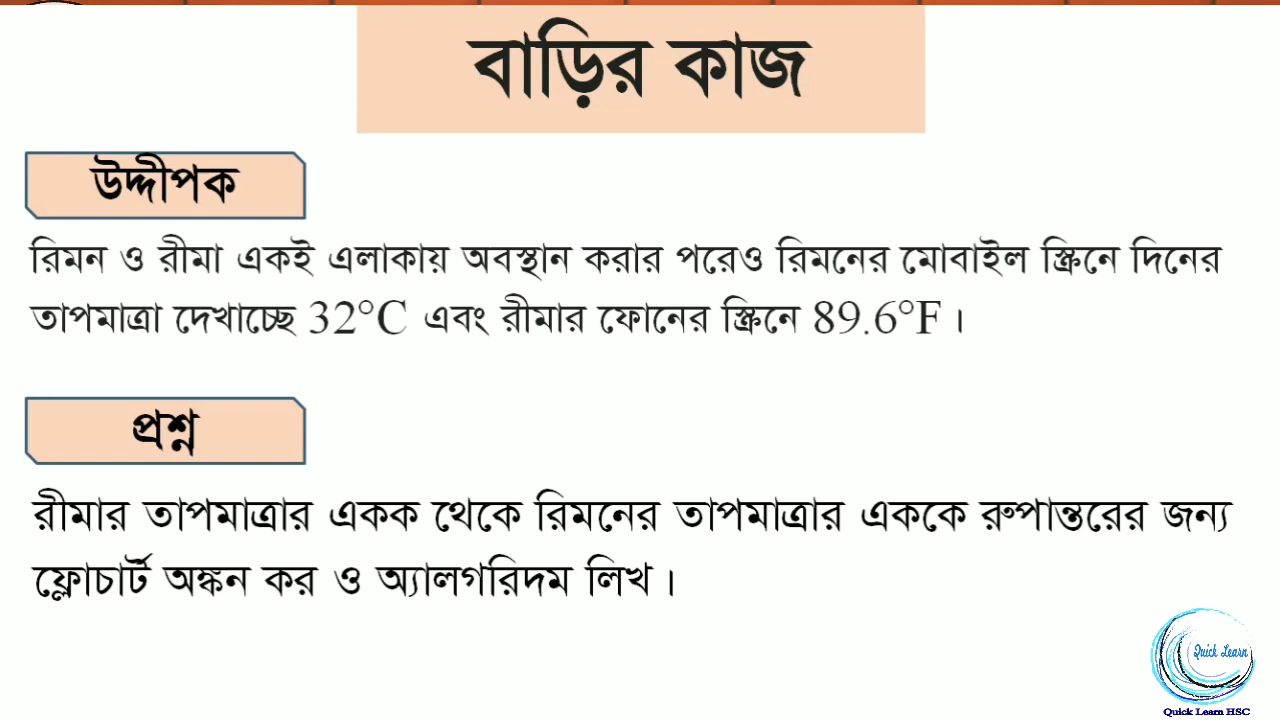 বাড়ির কাজ
উদ্দীপক
রিমন ও রীমা একই এলাকায় অবস্থান করার পরেও রিমনের মোবাইল স্ক্রিনে দিনের
তাপমাত্রা দেখাচ্ছে 32°C এবং রীমার ফোনের স্ক্রিনে 89.6°F ।
প্রশ্ন
রীমার তাপমাত্রার একক থেকে রিমনের তাপমাত্রার এককে রুপান্তরের জন্য
ফ্লোচার্ট অঙ্কন কর ও অ্যালগরিদম লিখ ।
Quick Learn
Quick Learn HSC